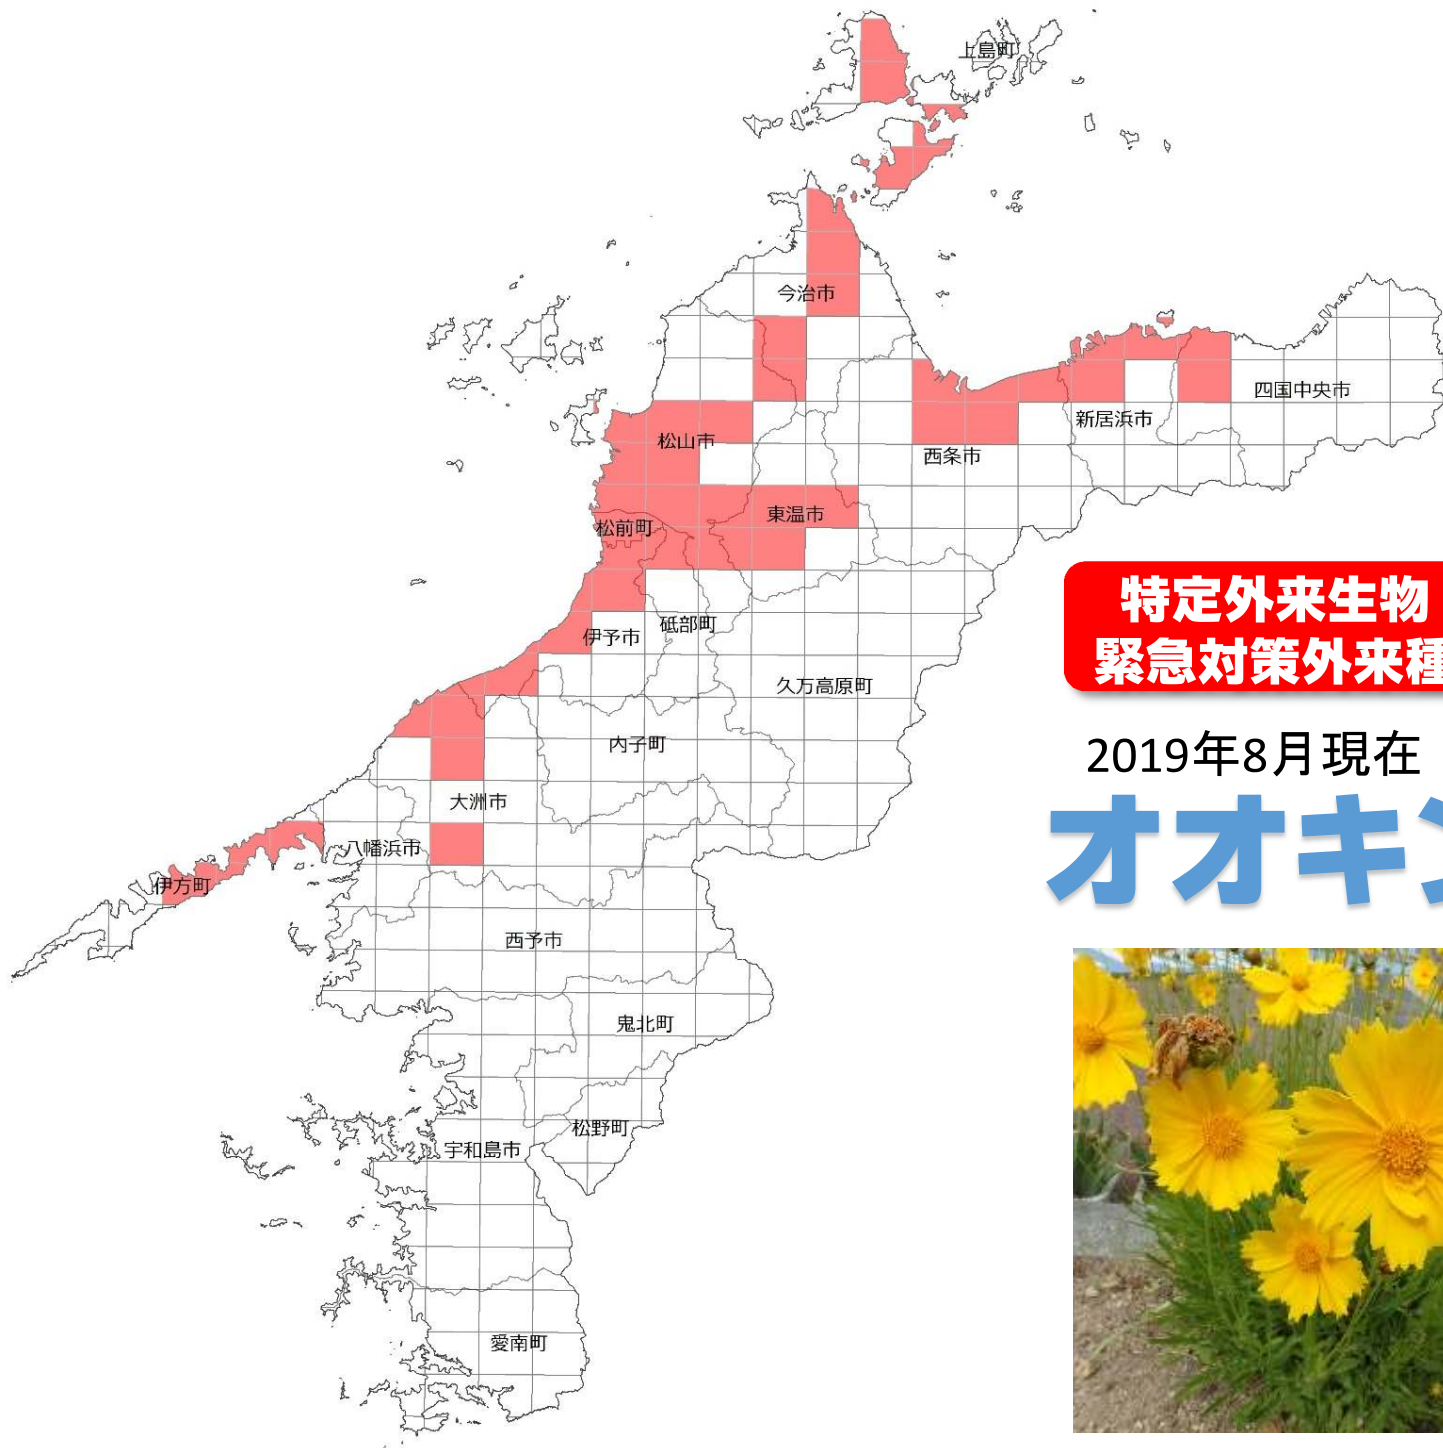 上島町
今治市
四国中央市
新居浜市
松山市
西条市
東温市
松前町
特定外来生物
緊急対策外来種
砥部町
伊予市
久万高原町
内子町
2019年8月現在
大洲市
オオキン
八幡浜市
伊方町
西予市
鬼北町
松野町
宇和島市
愛南町